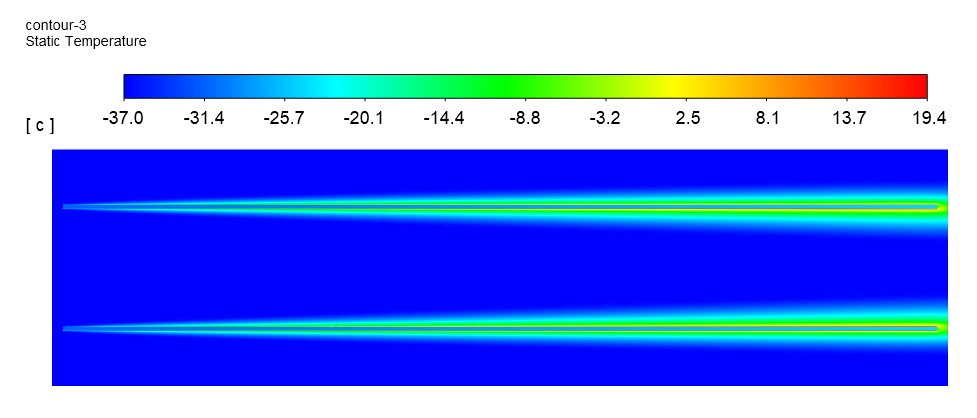 contour-3
Static Temperature
[ c ]
-37.0 -31.4 -25.7 -20.1 -14.4 -8.8 -3.2 2.5 8.1 13.7 19.4